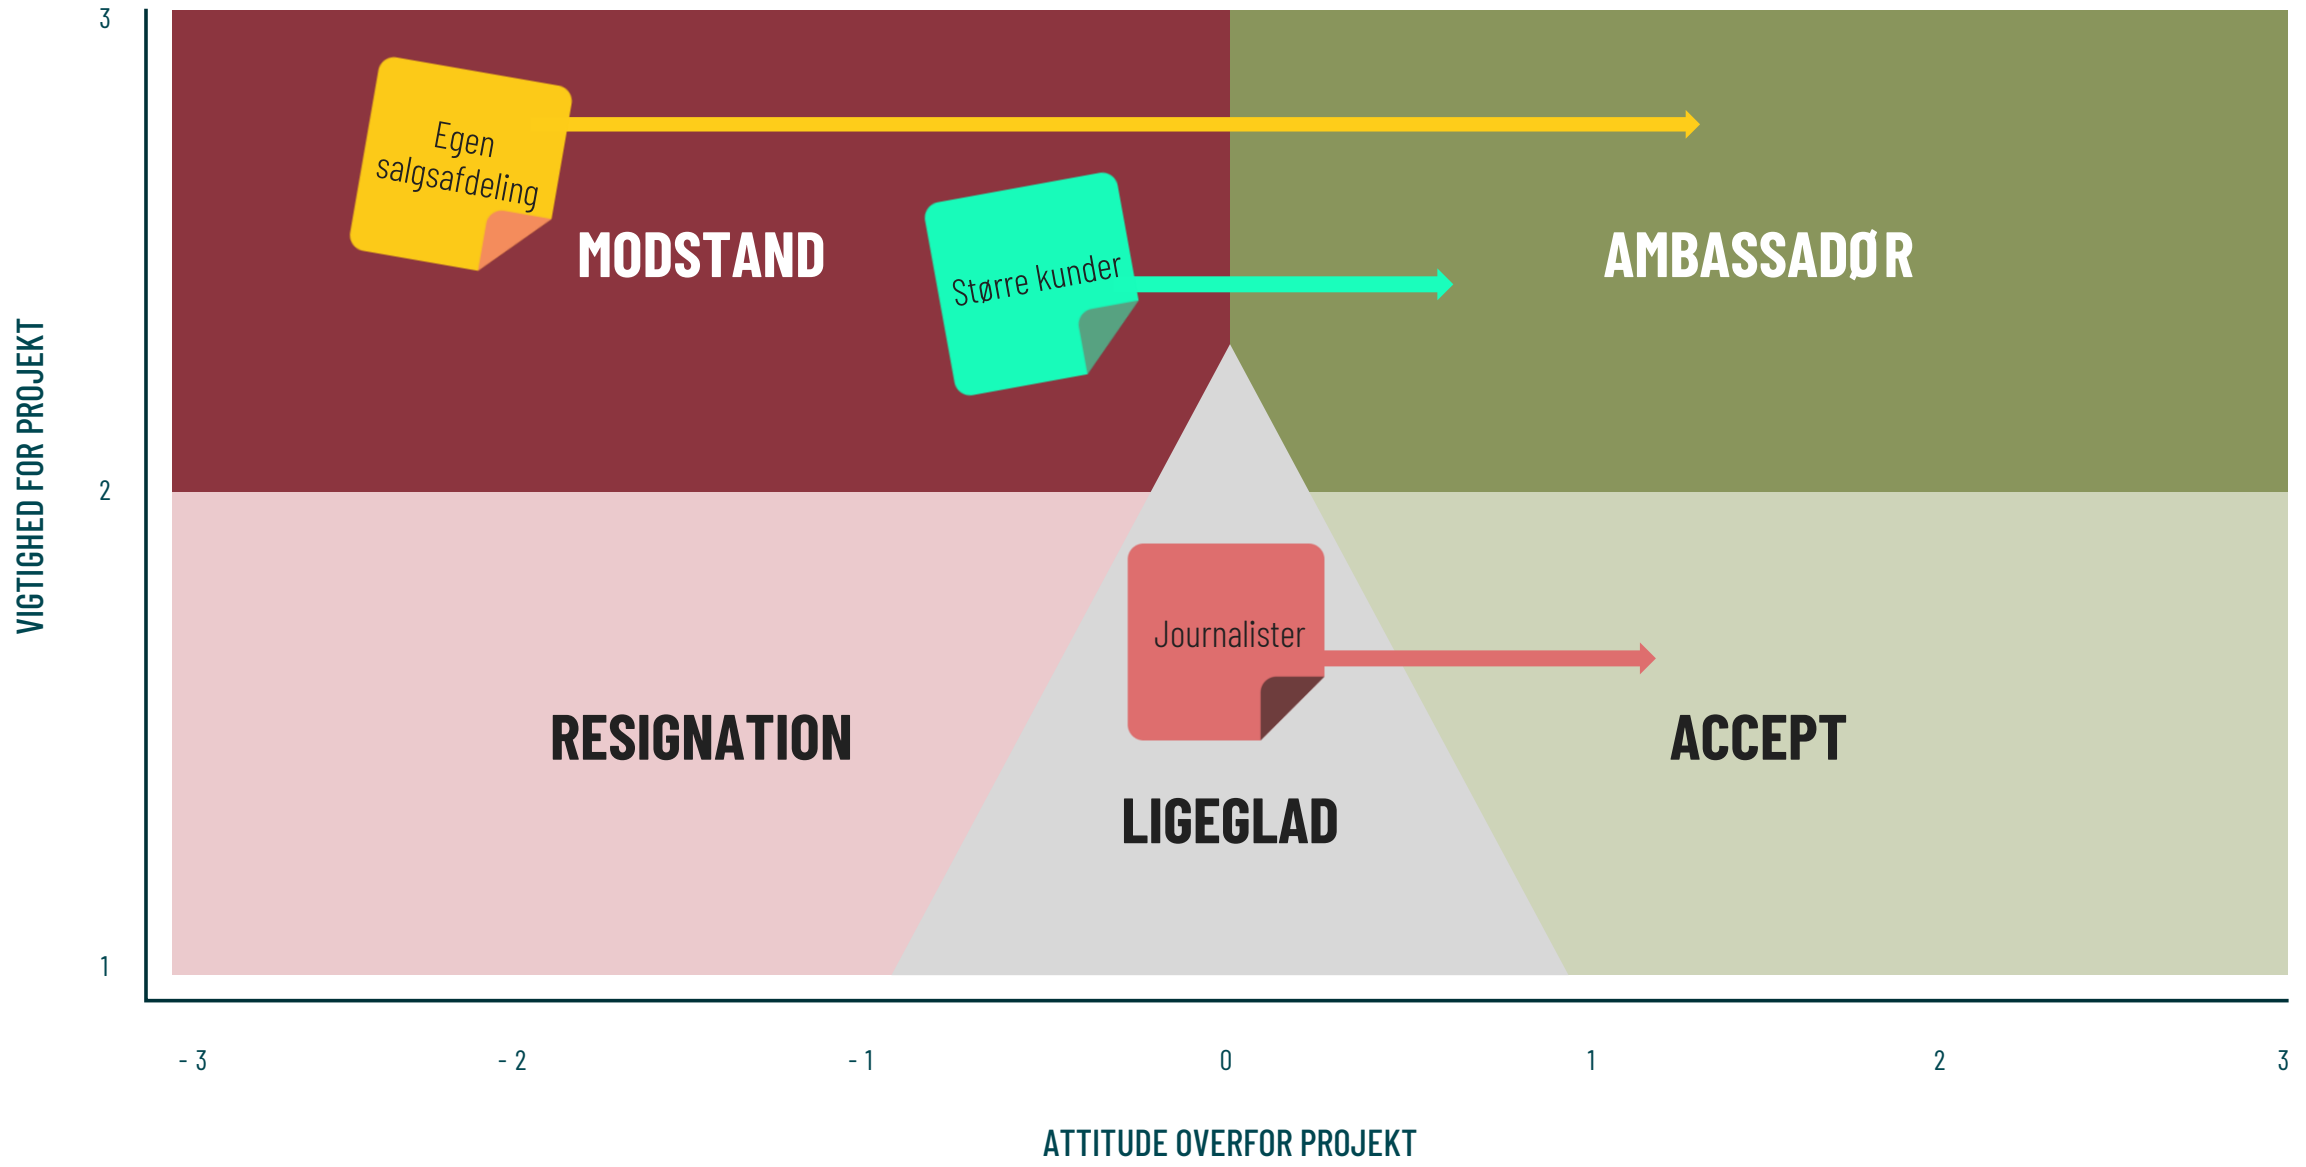 3
Egen
salgsafdeling
MODSTAND
Større kunder
AMBASSADØR
VIGTIGHED FOR PROJEKT
2
Journalister
RESIGNATION
ACCEPT
LIGEGLAD
1
- 3
- 2
- 1
0
1
2
3
ATTITUDE OVERFOR PROJEKT